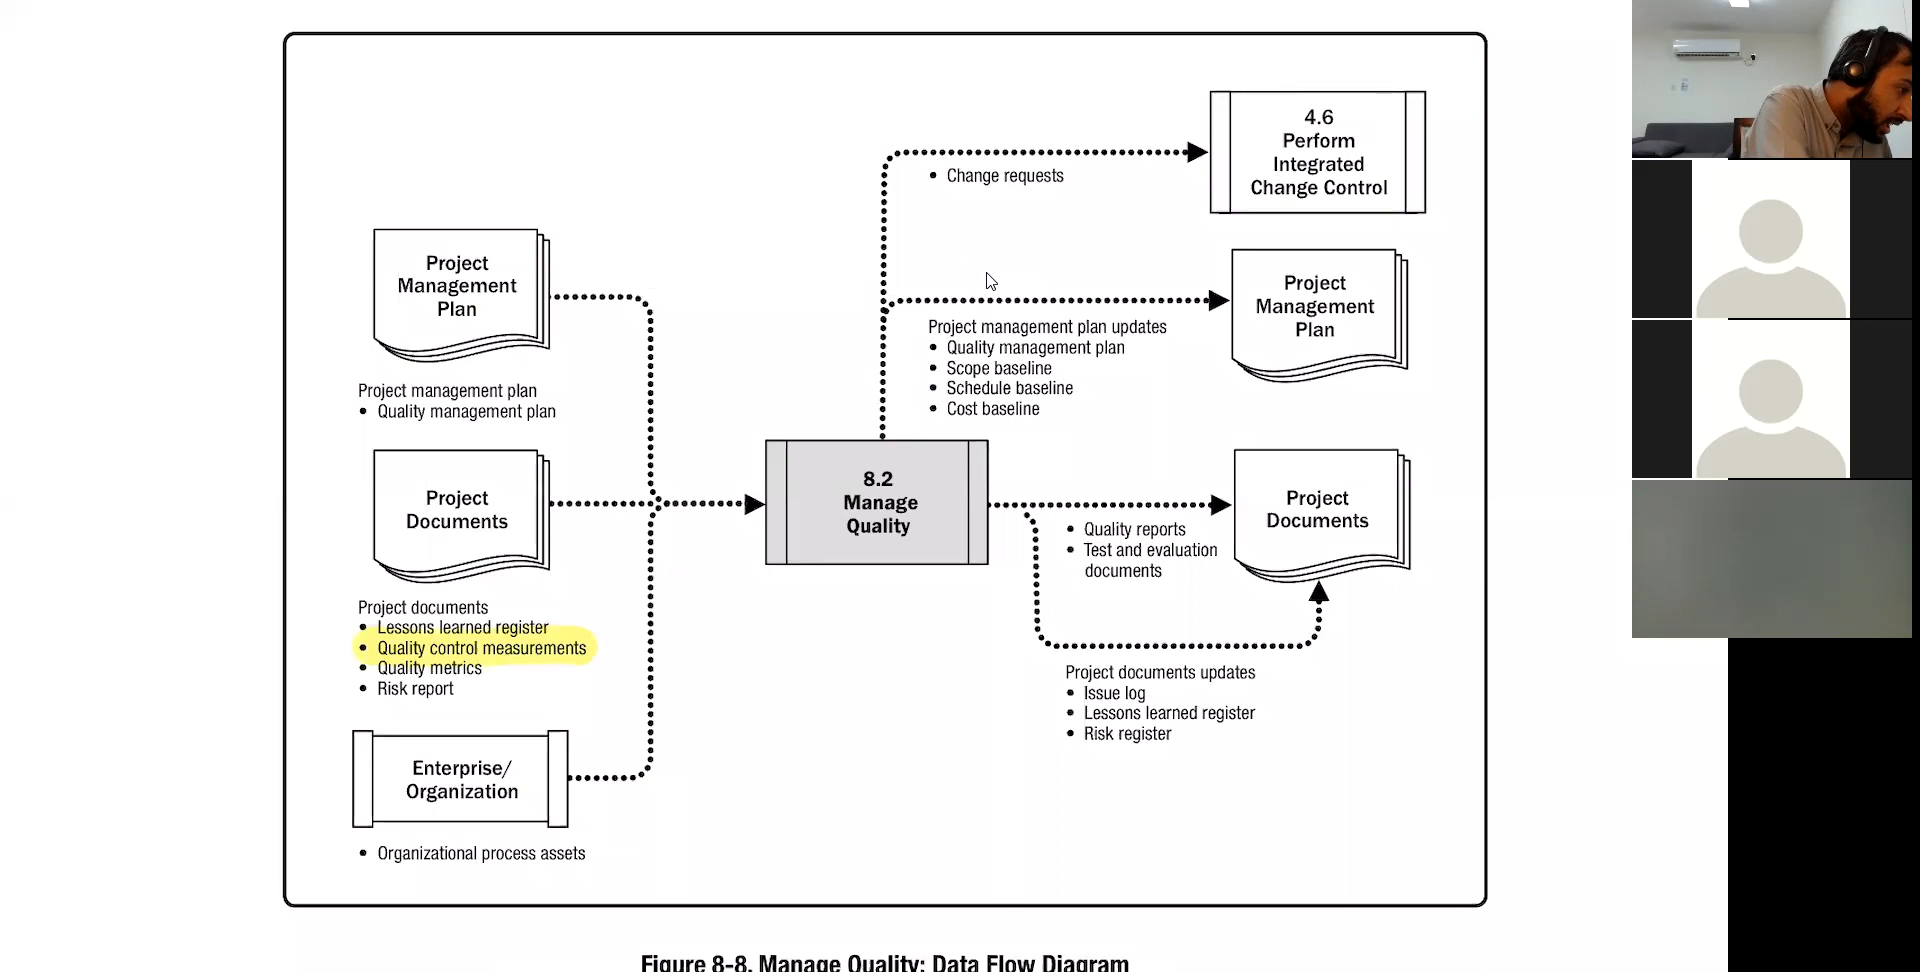 4.6
Perform
Integrated
Change Control
• Change requests
Project
Management
Plan
Project management plan
• Quality management plan
Project
Management
Plan
Project management plan updates
• Quality management plan
• Scope baseline
• Schedule baseline
• Cost baseline
Project
Documents
Project documents
• Lessons learned register
• Quality control measurements
• Quality metrics
• Risk report
8.2
Manage
Quality
Project
Documents
• Quality reports
• Test and evaluation
documents
Project documents updates
• Issue log
• Lessons learned register
• Risk register
Enterprise/
Organization
• Organizational process assets
Figure 8-8. Manage Quality: Data Flow Diagram